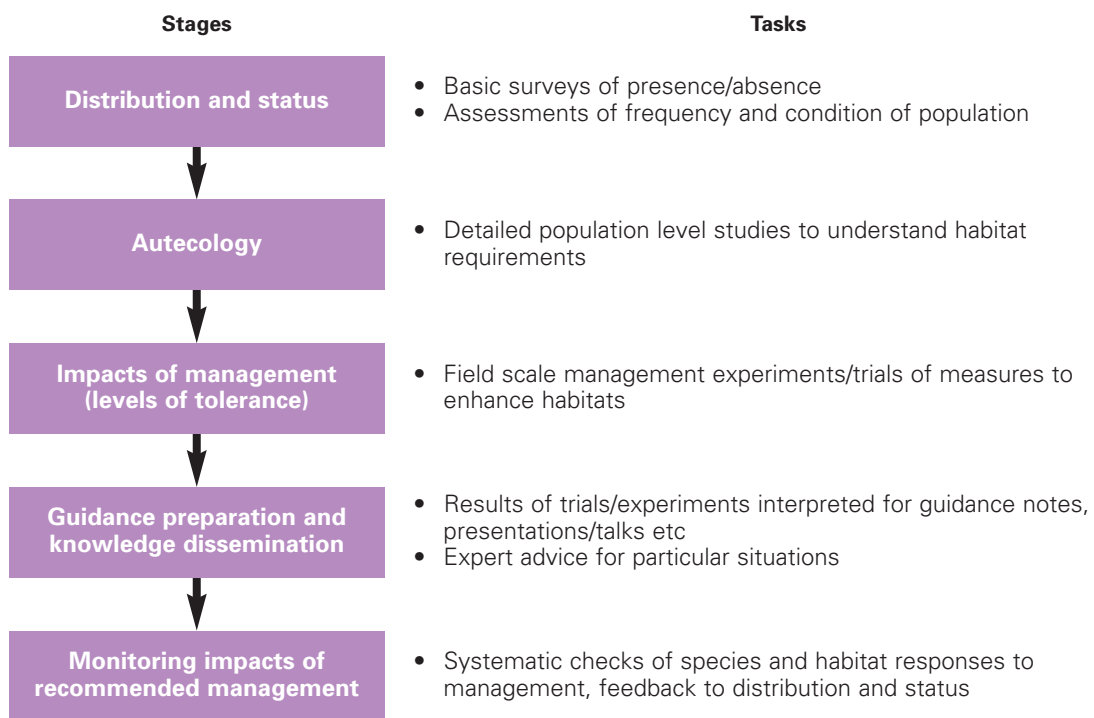 Stages
Tasks
Distribution and status
• Basic surveys of presence/absence
• Assessments of frequency and condition of population
Autecology
• Detailed population level studies to understand habitat
requirements
Impacts of management
(levels of tolerance)
• Field scale management experiments/trials of measures to
enhance habitats
Guidance preparation and
knowledge dissemination
• Results of trials/experiments interpreted for guidance notes,
presentations/talks etc
• Expert advice for particular situations
Monitoring impacts of
recommended management
• Systematic checks of species and habitat responses to
management, feedback to distribution and status